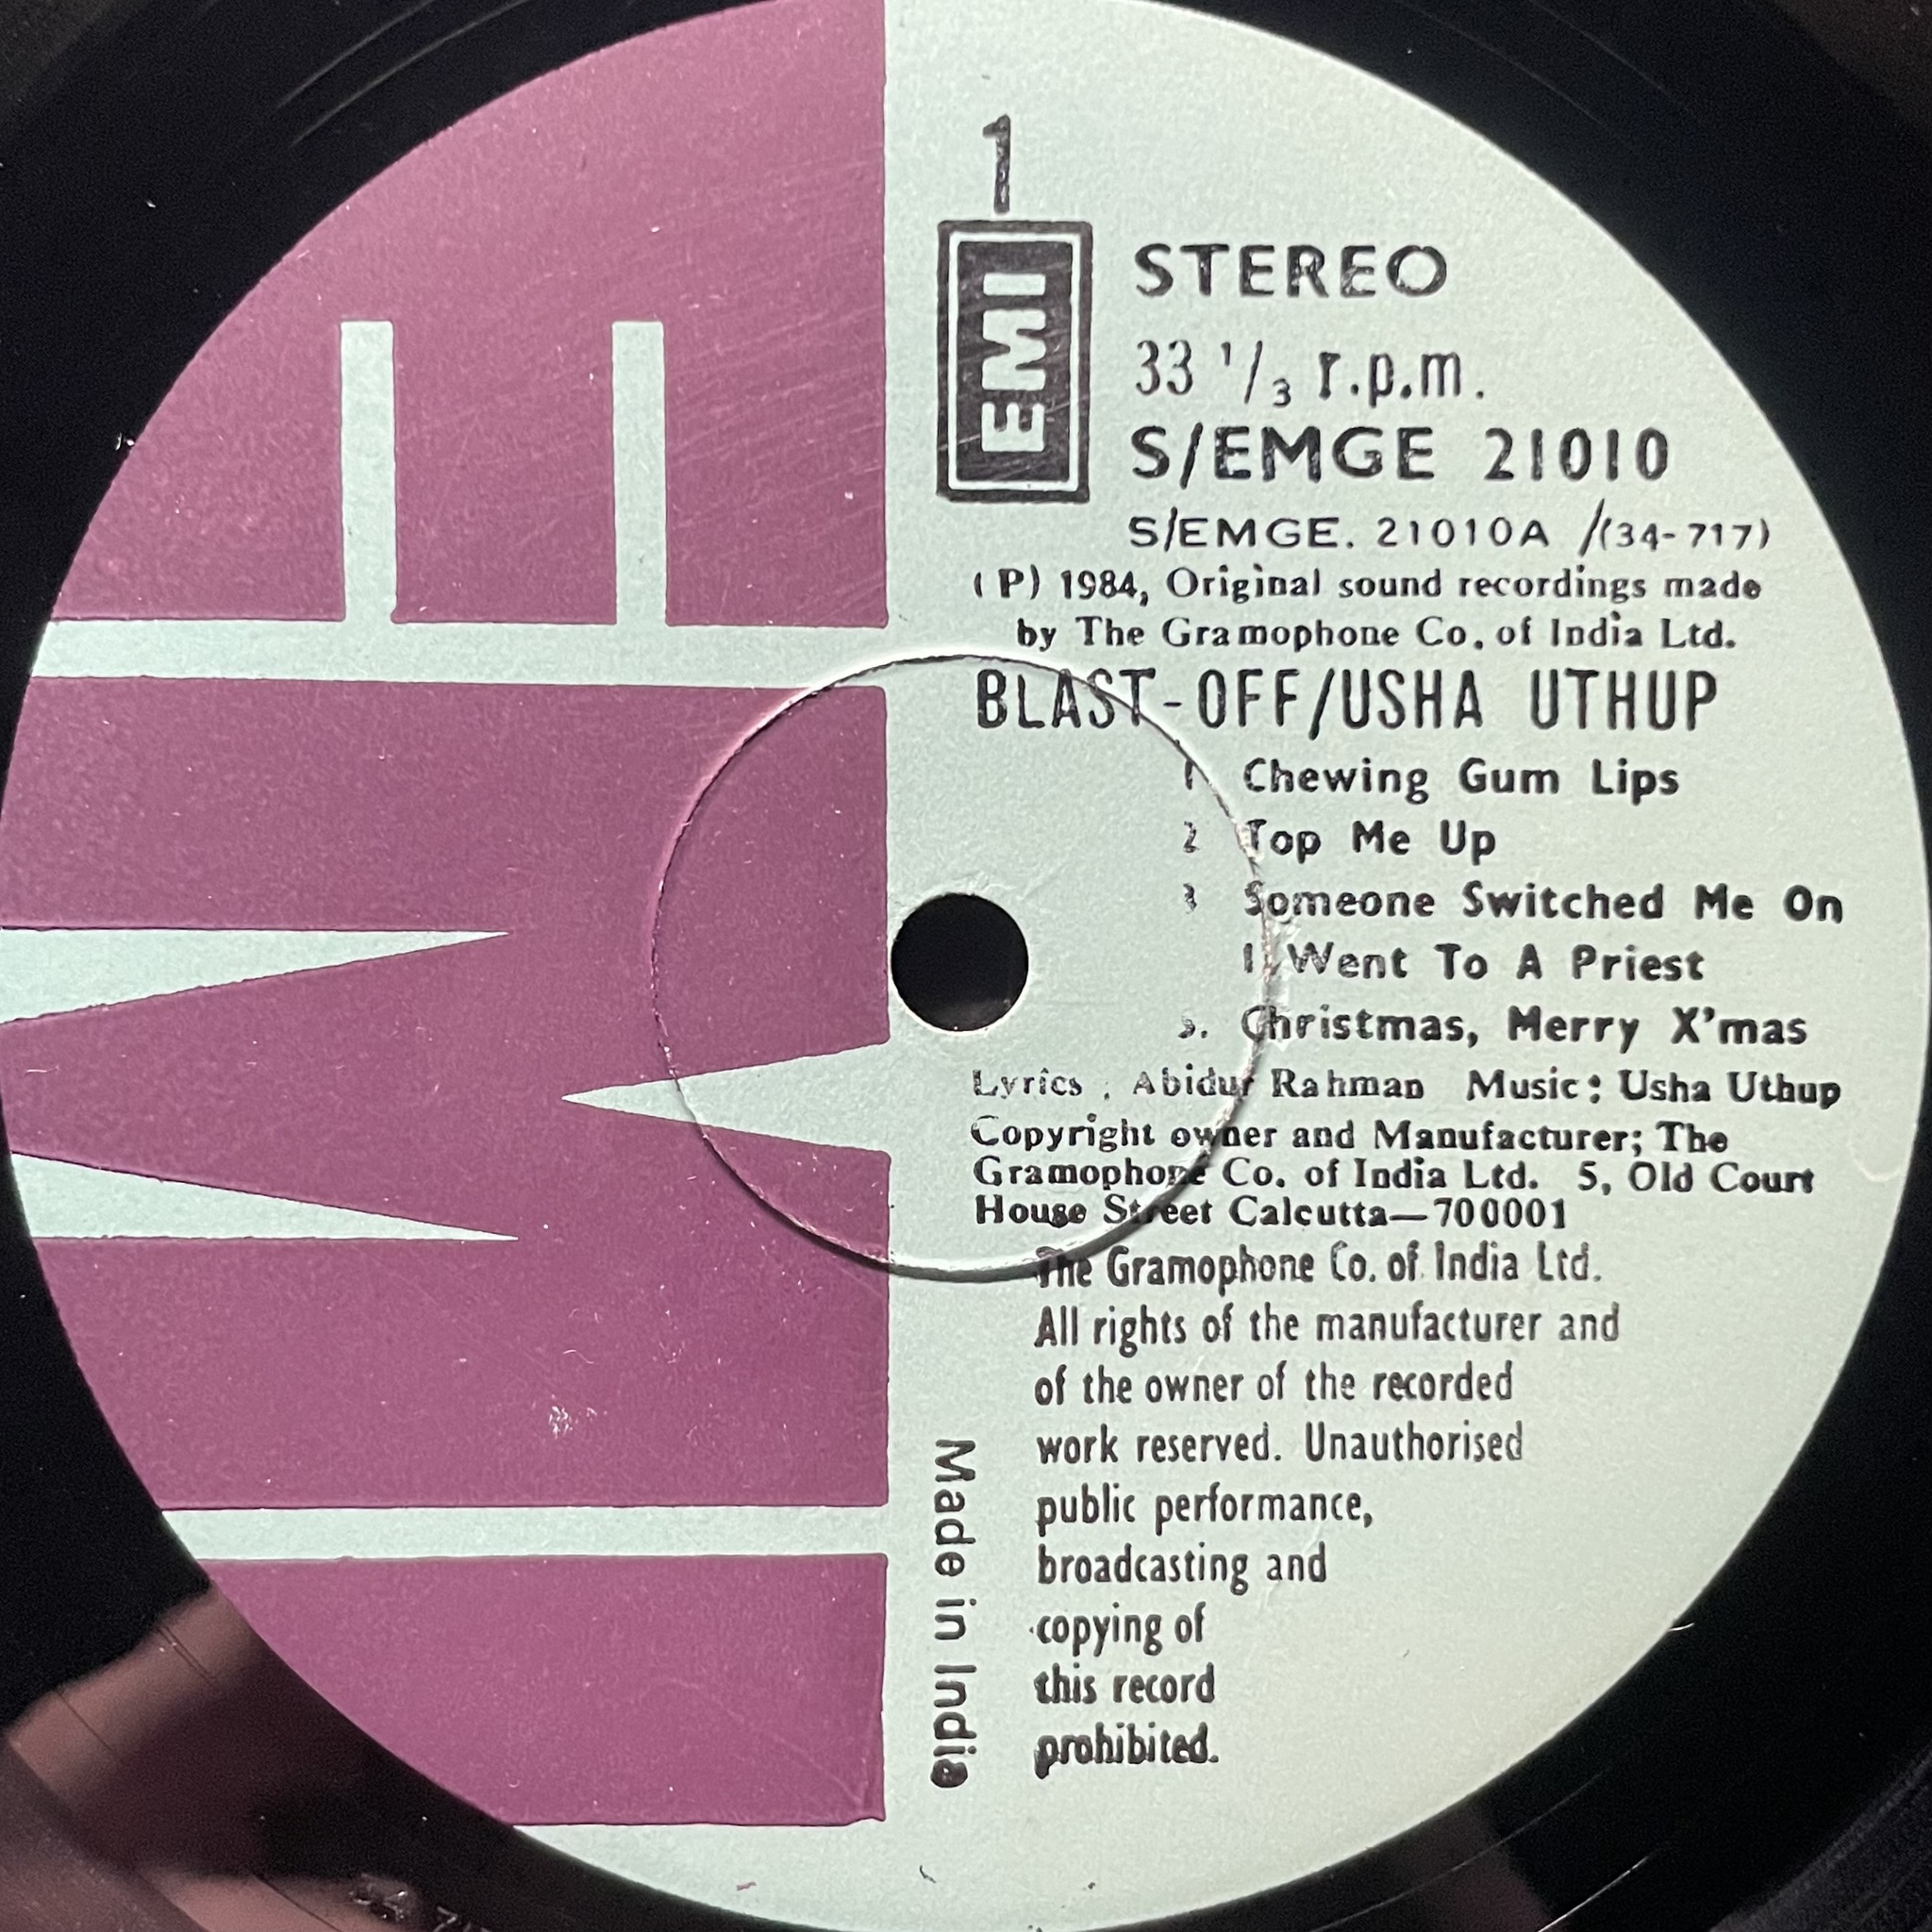 1
EMI
STEREO
33 1/3 r.p.m.
S/EMGE 21010
S/EMGE. 21010A /(34-717)
(P) 1984, Original sound recordings made
by The Gramophone Co. of India Ltd.
BLAST-OFF/USHA UTHUP
1 Chewing Gum Lips
2 Top Me Up
3 Someone Switched Me On
I Went To A Priest
5. Christmas, Merry X'mas
Lyrics : Abidur Rahman Music: Usha Uthup
Copyright owner and Manufacturer; The
Gramophone Co. of India Ltd. 5, Old Court
House Street Calcutta—700001
The Gramophone Co. of India Ltd.
All rights of the manufacturer and
of the owner of the recorded
work reserved. Unauthorised
public performance,
broadcasting and
copying of
this record
prohibited.
Made in India
EMI